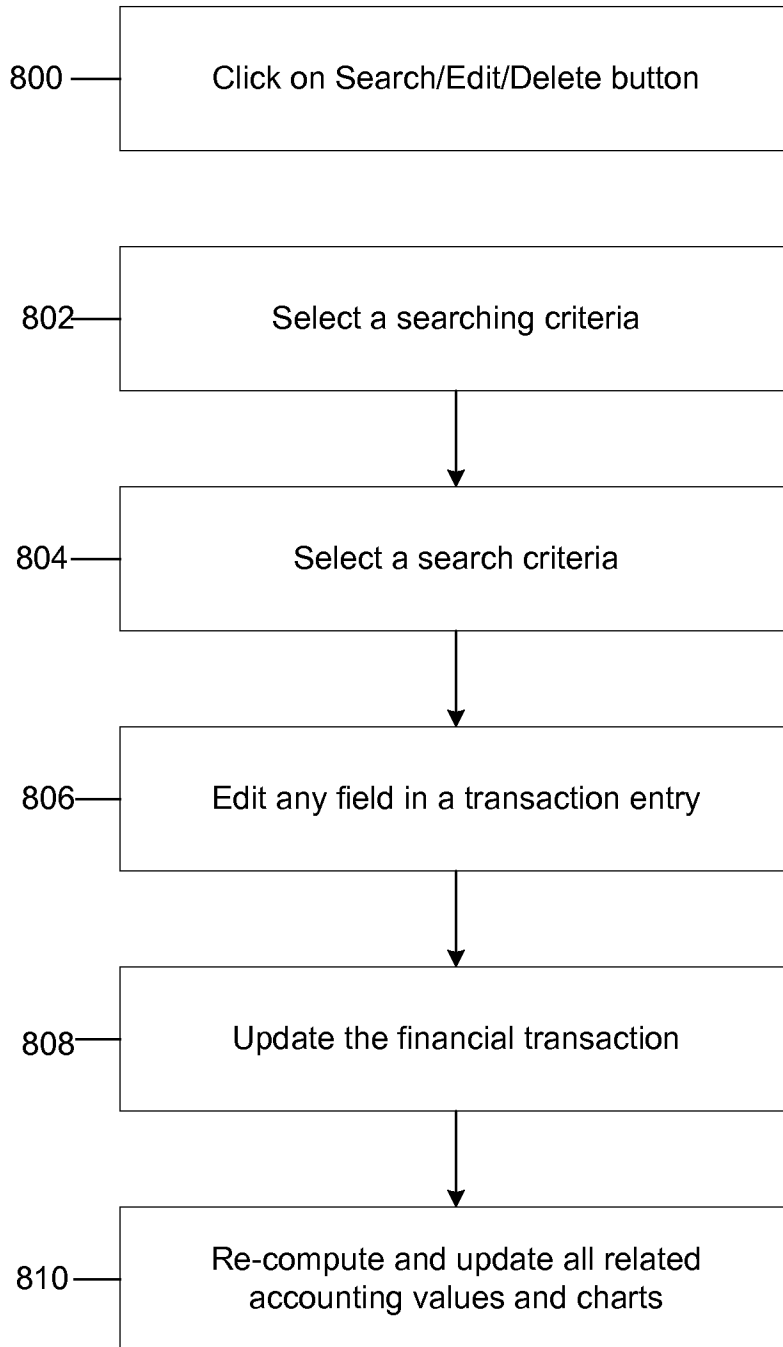 800 Click on Search/Edit/Delete button
802 Select a searching criteria
804 Select a search criteria
806 Edit any field in a transaction entry
808 Update the financial transaction
810 Re-compute and update all related
accounting values and charts